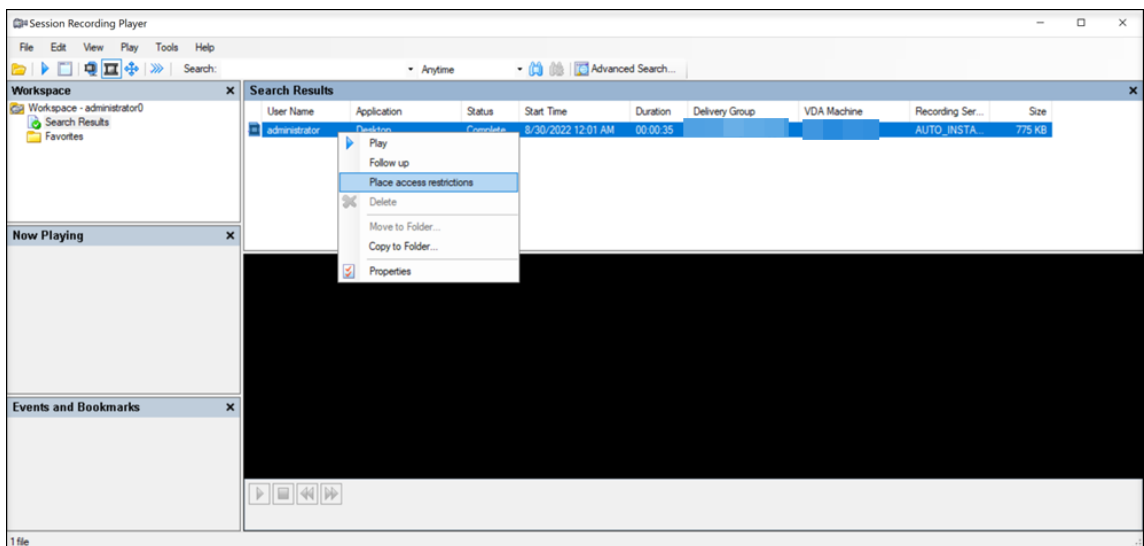 Session Recording Player
File Edit View Play Tools Help
Search: Anytime Advanced Search...
Workspace
Workspace - administrator0
Search Results
Favorites
Search Results
User Name Application Status Start Time Duration Delivery Group VDA Machine Recording Ser... Size
administrator Desktop Complete 8/30/2022 12:01 AM 00:00:35 AUTO_INSTA... 775 KB
Play
Follow up
Place access restrictions
Delete
Move to Folder...
Copy to Folder...
Properties
Now Playing
Events and Bookmarks
1 file